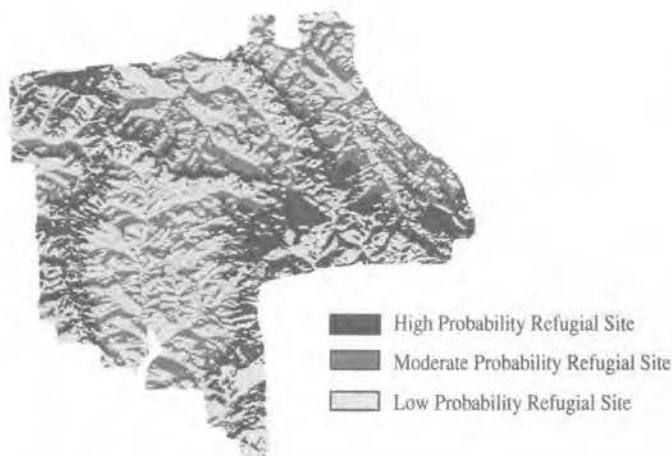 High Probability Refugial Site
Moderate Probability Refugial Site
Low Probability Refugial Site